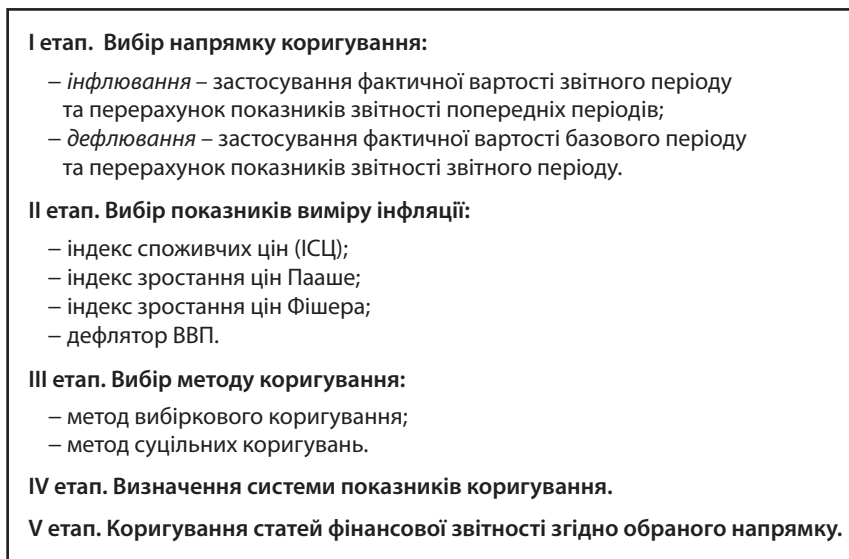 І етап. Вибір напрямку коригування:
– інфлювання – застосування фактичної вартості звітного періоду
та перерахунок показників звітності попередніх періодів;
– дефлювання – застосування фактичної вартості базового періоду
та перерахунок показників звітності звітного періоду.
ІІ етап. Вибір показників виміру інфляції:
– індекс споживчих цін (ІСЦ);
– індекс зростання цін Пааше;
– індекс зростання цін Фішера;
– дефлятор ВВП.
ІІІ етап. Вибір методу коригування:
– метод вибіркового коригування;
– метод суцільних коригувань.
IV етап. Визначення системи показників коригування.
V етап. Коригування статей фінансової звітності згідно обраного напрямку.